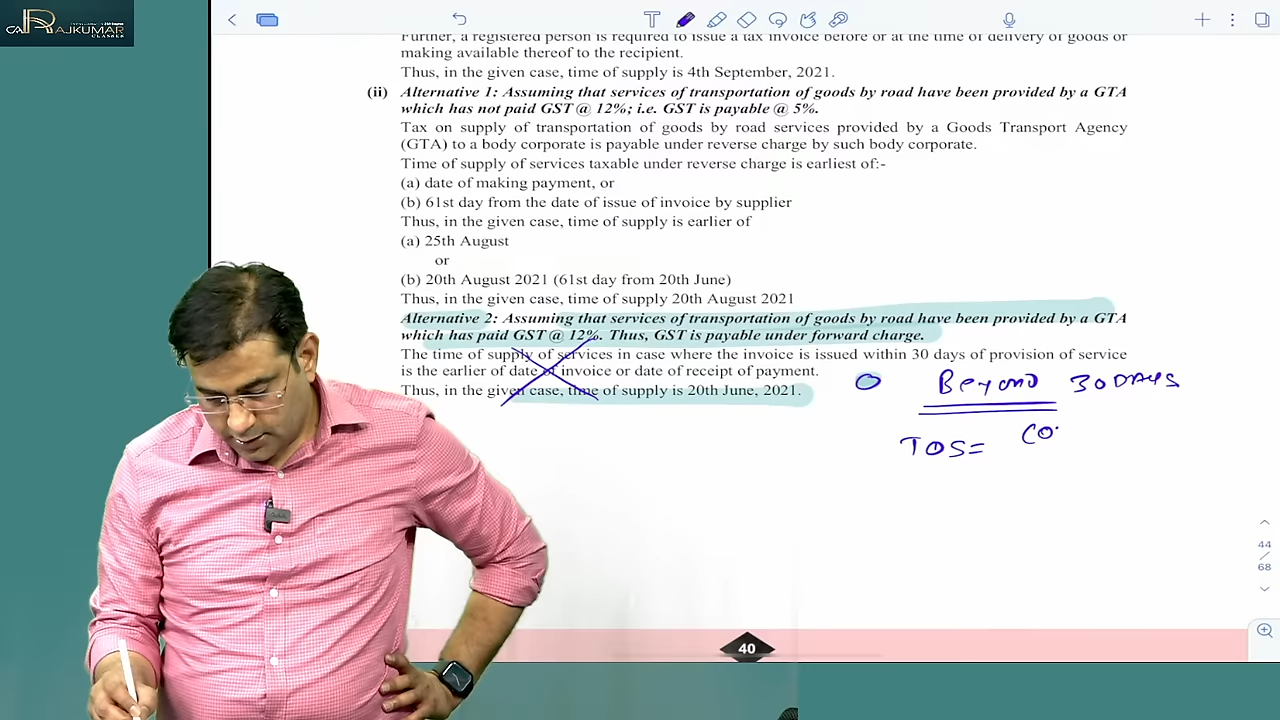 CA RAJKUMAR
CLASSES
Further, a registered person is required to issue a tax invoice before or at the time of delivery of goods or
making available thereof to the recipient.
Thus, in the given case, time of supply is 4th September, 2021.
(ii) Alternative 1: Assuming that services of transportation of goods by road have been provided by a GTA
which has not paid GST @ 12%; i.e. GST is payable @ 5%.
Tax on supply of transportation of goods by road services provided by a Goods Transport Agency
(GTA) to a body corporate is payable under reverse charge by such body corporate.
Time of supply of services taxable under reverse charge is earliest of:-
(a) date of making payment, or
(b) 61st day from the date of issue of invoice by supplier
Thus, in the given case, time of supply is earlier of
(a) 25th August
or
(b) 20th August 2021 (61st day from 20th June)
Thus, in the given case, time of supply 20th August 2021
Alternative 2: Assuming that services of transportation of goods by road have been provided by a GTA
which has paid GST @ 12%. Thus, GST is payable under forward charge.
The time of supply of services in case where the invoice is issued within 30 days of provision of service
is the earlier of date of invoice or date of receipt of payment.
Thus, in the given case, time of supply is 20th June, 2021.
Beyond 30 DAYS
TOS= CO
44
68
40